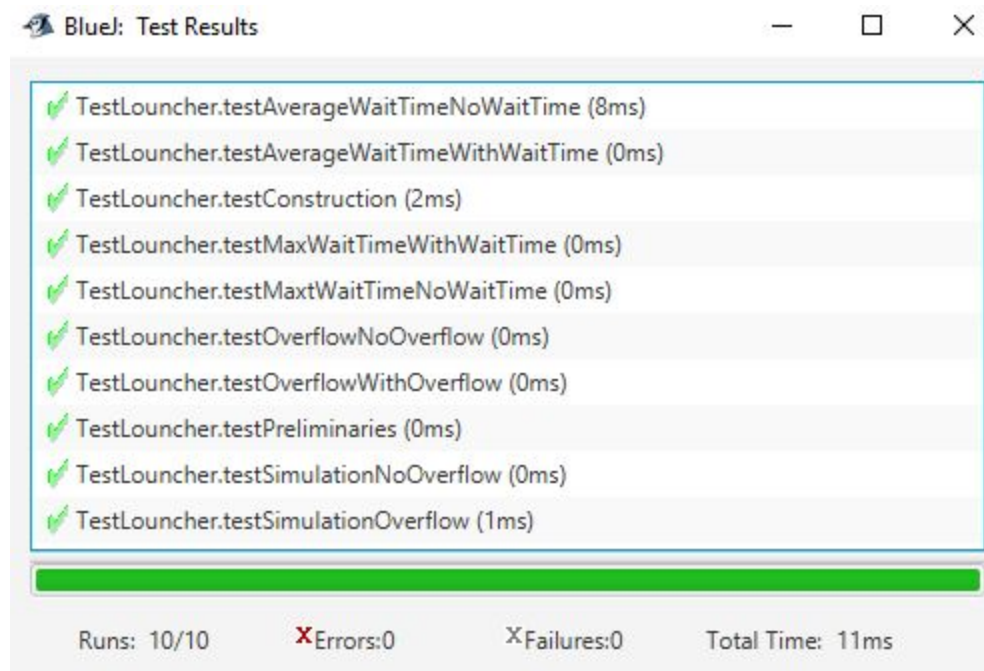 BlueJ: Test Results
TestLouncher.testAverageWaitTimeNoWaitTime (8ms)
TestLouncher.testAverageWaitTimeWithWaitTime (0ms)
TestLouncher.testConstruction (2ms)
TestLouncher.testMaxWaitTimeWithWaitTime (0ms)
TestLouncher.testMaxtWaitTimeNoWaitTime (0ms)
TestLouncher.testOverflowNoOverflow (0ms)
TestLouncher.testOverflowWithOverflow (0ms)
TestLouncher.testPreliminaries (0ms)
TestLouncher.testSimulationNoOverflow (0ms)
TestLouncher.testSimulationOverflow (1ms)
Runs: 10/10 XErrors:0 XFailures:0 Total Time: 11ms